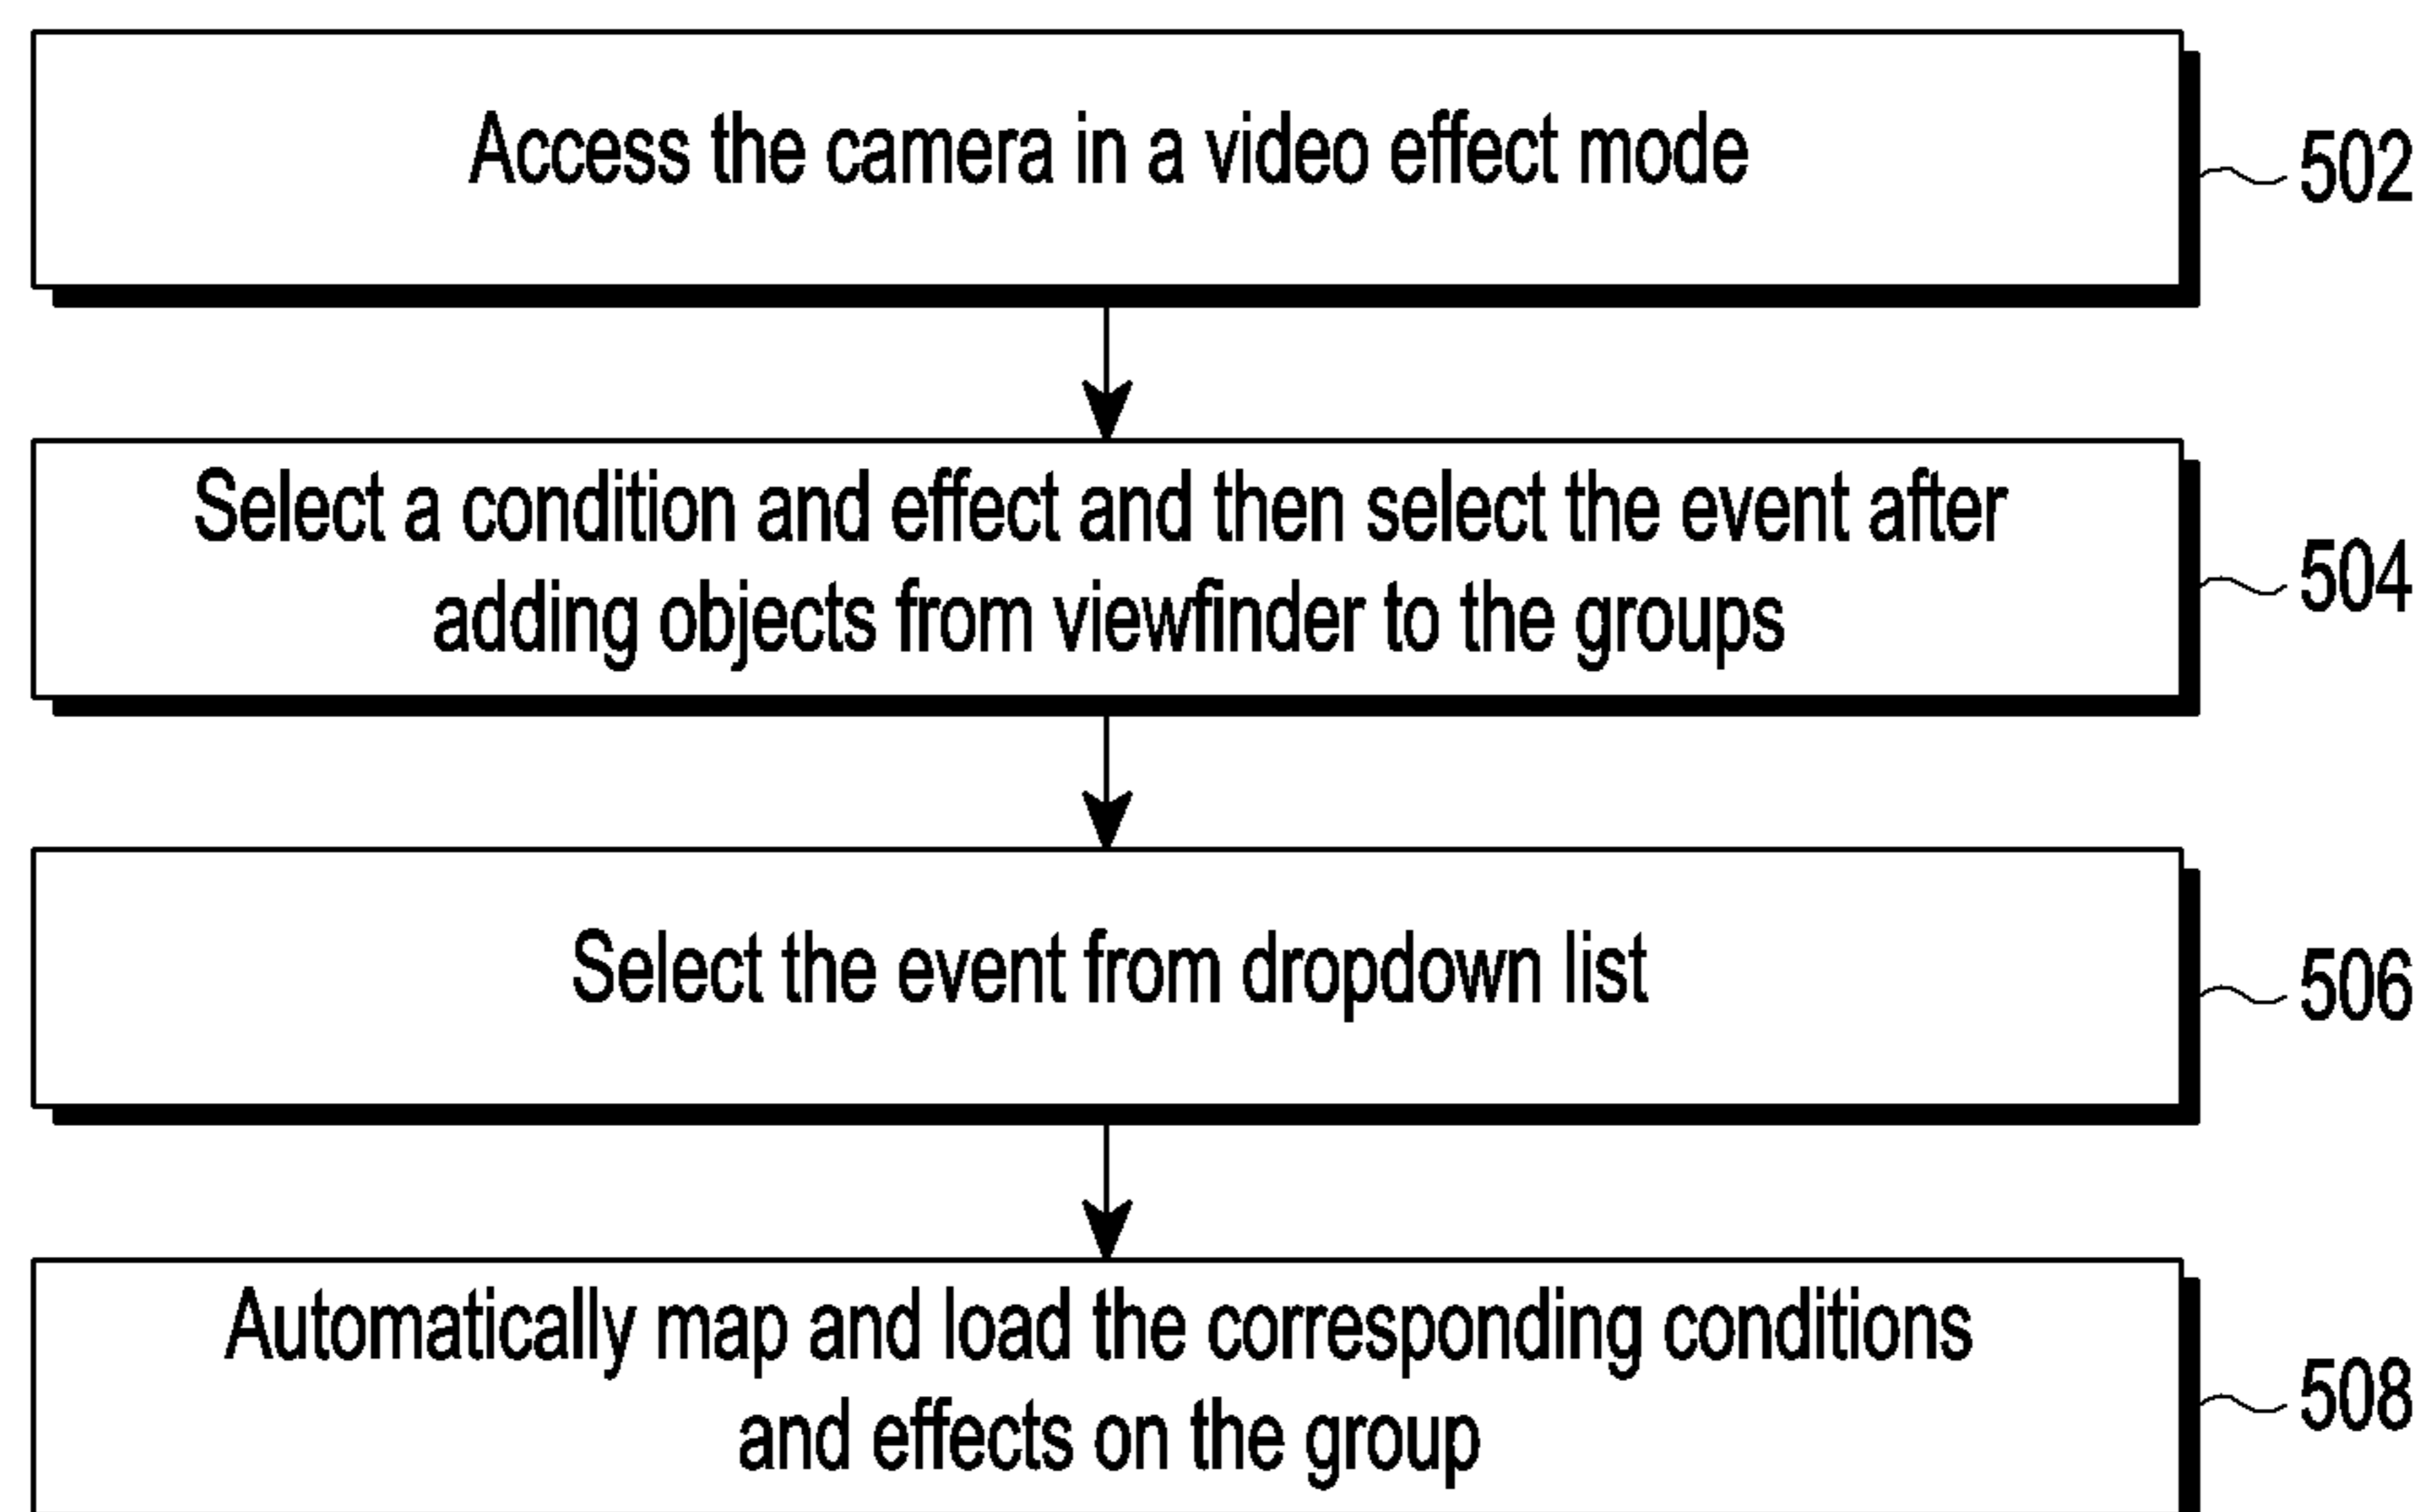 Access the camera in a video effect mode
502
Select a condition and effect and then select the event after
adding objects from viewfinder to the groups
504
Select the event from dropdown list
506
Automatically map and load the corresponding conditions
and effects on the group
508